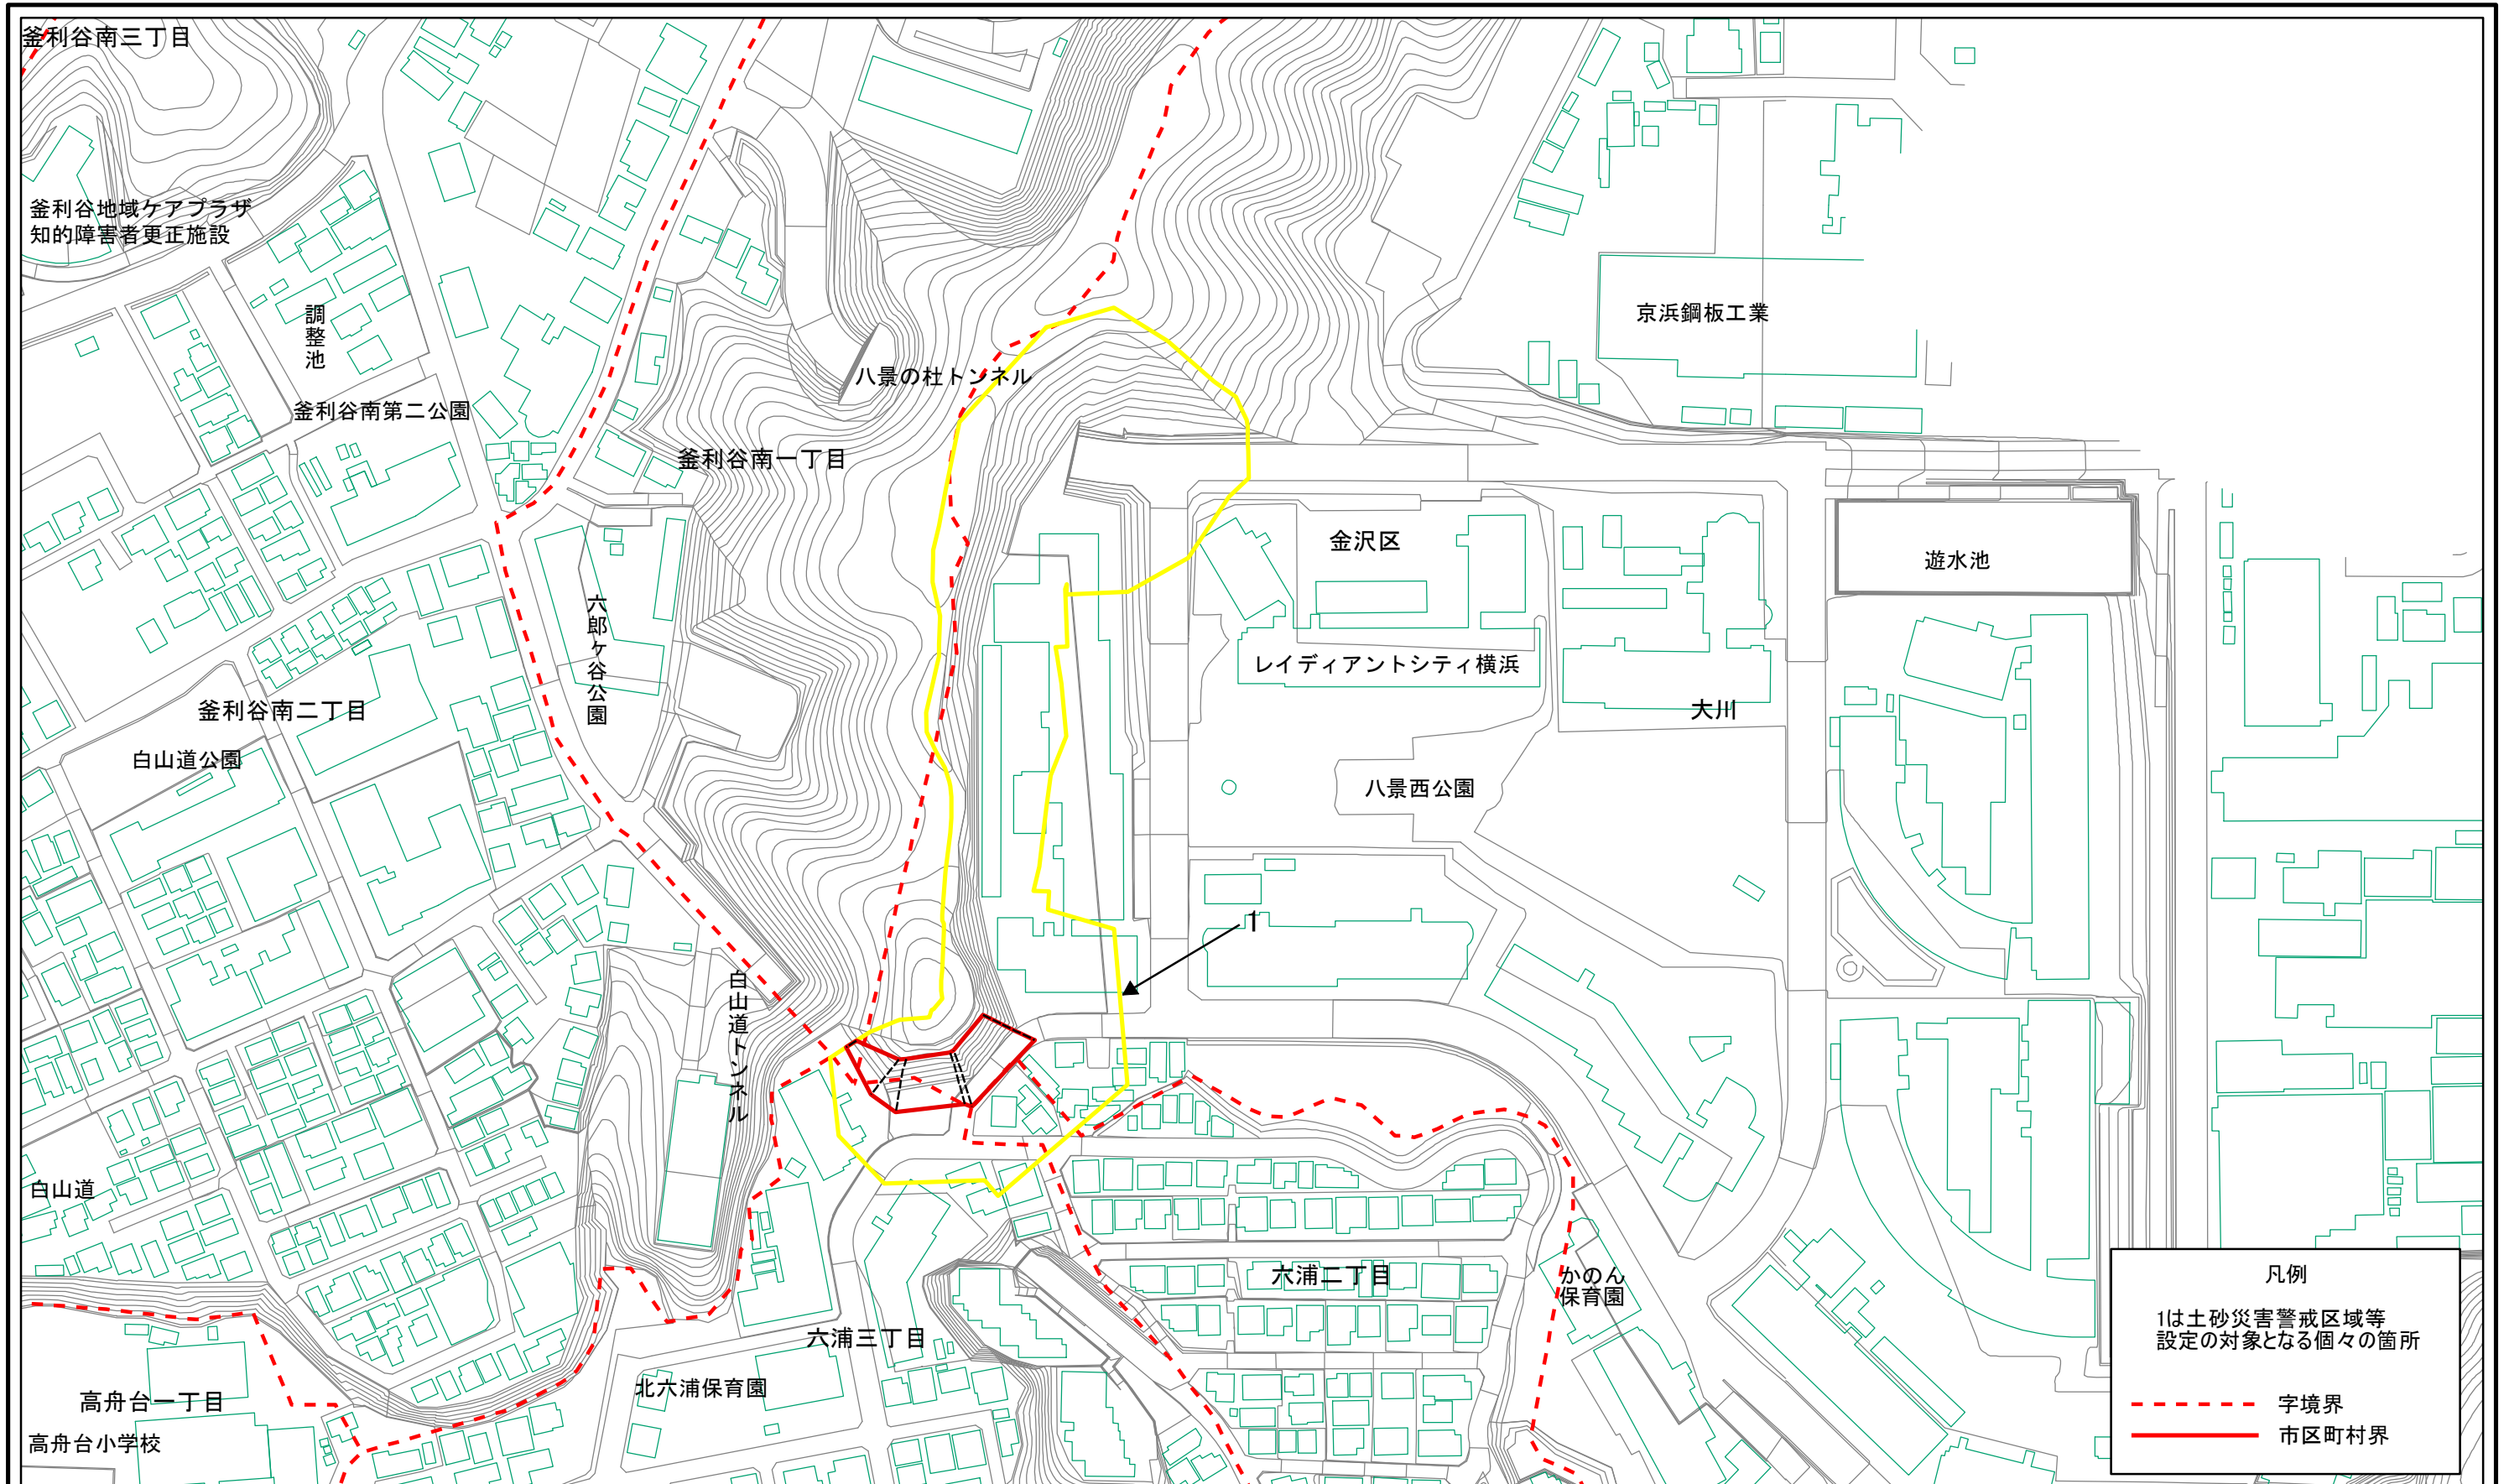 釜利谷南三丁目
釜利谷地域ケアプラザ
知的障害者更正施設
調整池
京浜鋼板工業
八景の杜トンネル
釜利谷南第二公園
釜利谷南一丁目
金沢区
遊水池
六郎ヶ谷公園
レイディアントシティ横浜
釜利谷南二丁目
大川
白山道公園
八景西公園
1
白山道トンネル
白山道
六浦二丁目
かのん
保育園
六浦三丁目
北六浦保育園
高舟台一丁目
高舟台小学校
凡例
1は土砂災害警戒区域等
設定の対象となる個々の箇所
字境界
市区町村界